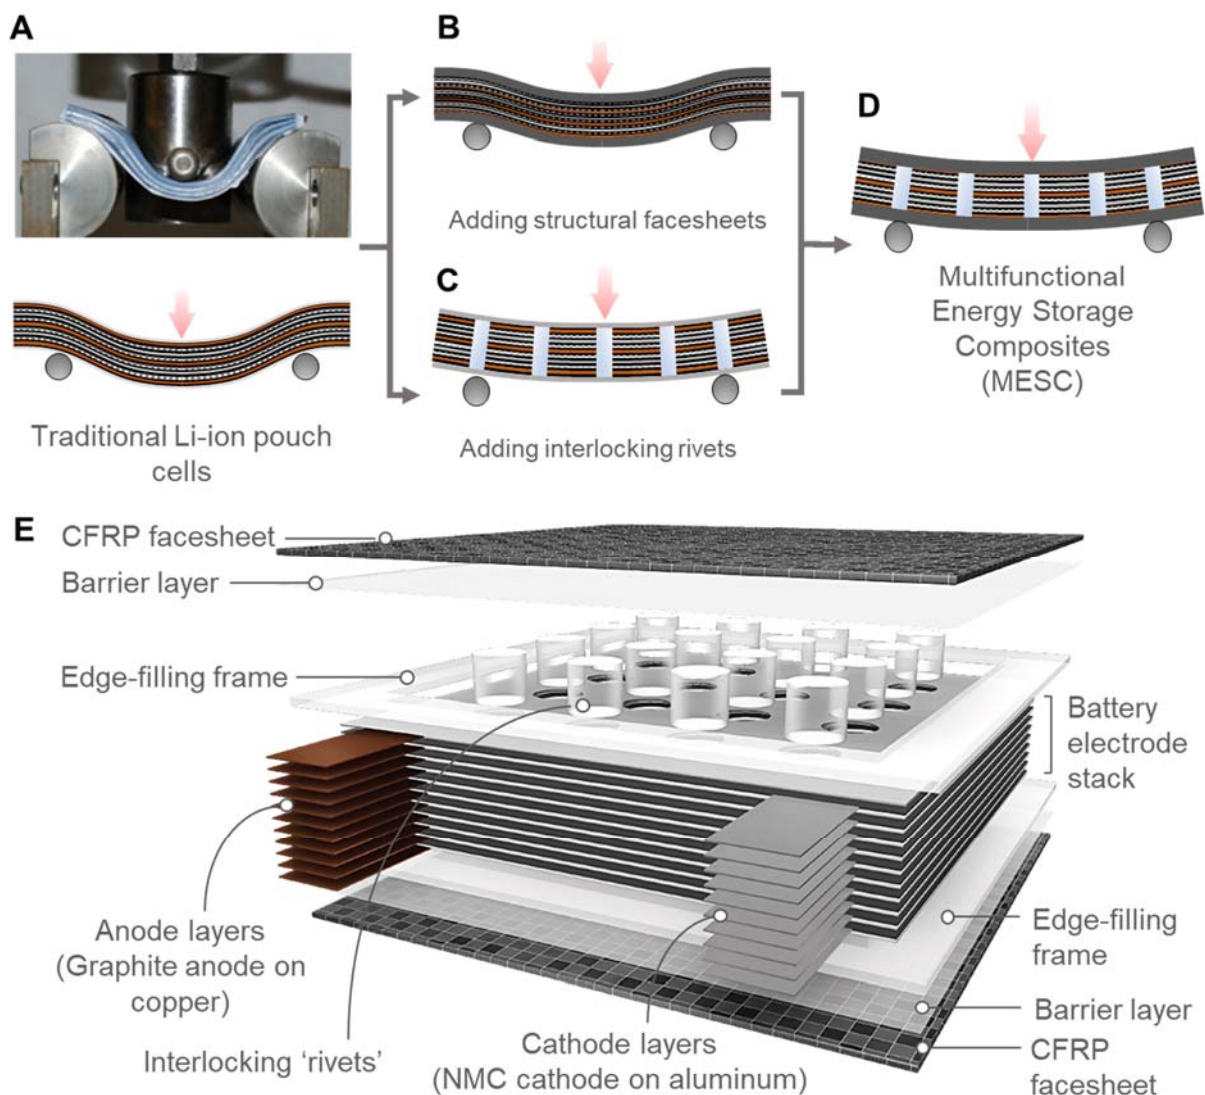 A
B
Adding structural facesheets
C
Adding interlocking rivets
D
Multifunctional
Energy Storage
Composites
(MESC)
Traditional Li-ion pouch
cells
E
CFRP facesheet
Barrier layer
Edge-filling frame
Battery
electrode
stack
Anode layers
(Graphite anode on
copper)
Interlocking ‘rivets’
Cathode layers
(NMC cathode on aluminum)
Edge-filling
frame
Barrier layer
CFRP
facesheet